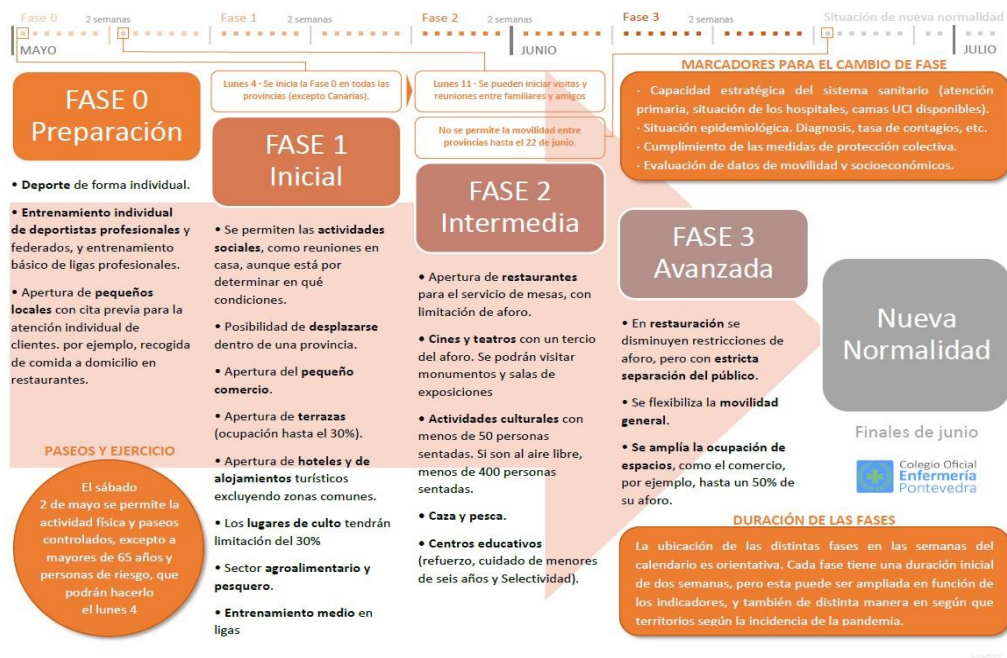 Fase 0 2 semanas Fase 1 2 semanas Fase 2 2 semanas Fase 3 2 semanas Situación de nueva normalidad
MAYO JUNIO JULIO
FASE 0
Preparación
• Deporte de forma individual.
• Entrenamiento individual
de deportistas profesionales y
federados, y entrenamiento
básico de ligas profesionales.
• Apertura de pequeños
locales con cita previa para la
atención individual de
clientes. por ejemplo, recogida
de comida a domicilio en
restaurantes.
PASEOS Y EJERCICIO
El sábado
2 de mayo se permite la
actividad física y paseos
controlados, excepto a
mayores de 65 años y
personas de riesgo, que
podrán hacerlo
el lunes 4
Lunes 4 - Se inicia la Fase 0 en todas las
provincias (excepto Canarias).
FASE 1
Inicial
• Se permiten las actividades
sociales, como reuniones en
casa, aunque está por
determinar en qué
condiciones.
• Posibilidad de desplazarse
dentro de una provincia.
• Apertura del pequeño
comercio.
• Apertura de terrazas
(ocupación hasta el 30%).
• Apertura de hoteles y de
alojamientos turísticos
excluyendo zonas comunes.
• Los lugares de culto tendrán
limitación del 30%
• Sector agroalimentario y
pesquero.
• Entrenamiento medio en
ligas
Lunes 11 - Se pueden iniciar visitas y
reuniones entre familiares y amigos
No se permite la movilidad entre
provincias hasta el 22 de junio.
FASE 2
Intermedia
• Apertura de restaurantes
para el servicio de mesas, con
limitación de aforo.
• Cines y teatros con un tercio
del aforo. Se podrán visitar
monumentos y salas de
exposiciones
• Actividades culturales con
menos de 50 personas
sentadas. Si son al aire libre,
menos de 400 personas
sentadas.
• Caza y pesca.
• Centros educativos
(refuerzo, cuidado de menores
de seis años y Selectividad).
MARCADORES PARA EL CAMBIO DE FASE
- Capacidad estratégica del sistema sanitario (atención
primaria, situación de los hospitales, camas UCI disponibles).
- Situación epidemiológica. Diagnosis, tasa de contagios, etc.
- Cumplimiento de las medidas de protección colectiva.
- Evaluación de datos de movilidad y socioeconómicos.
FASE 3
Avanzada
• En restauración se
disminuyen restricciones de
aforo, pero con estricta
separación del público.
• Se flexibiliza la movilidad
general.
• Se amplía la ocupación de
espacios, como el comercio,
por ejemplo, hasta un 50% de
su aforo.
Nueva
Normalidad
Finales de junio
Colegio Oficial
Enfermería
Pontevedra
DURACIÓN DE LAS FASES
La ubicación de las distintas fases en las semanas del
calendario es orientativa. Cada fase tiene una duración inicial
de dos semanas, pero esta puede ser ampliada en función de
los indicadores, y también de distinta manera en según que
territorios según la incidencia de la pandemia.